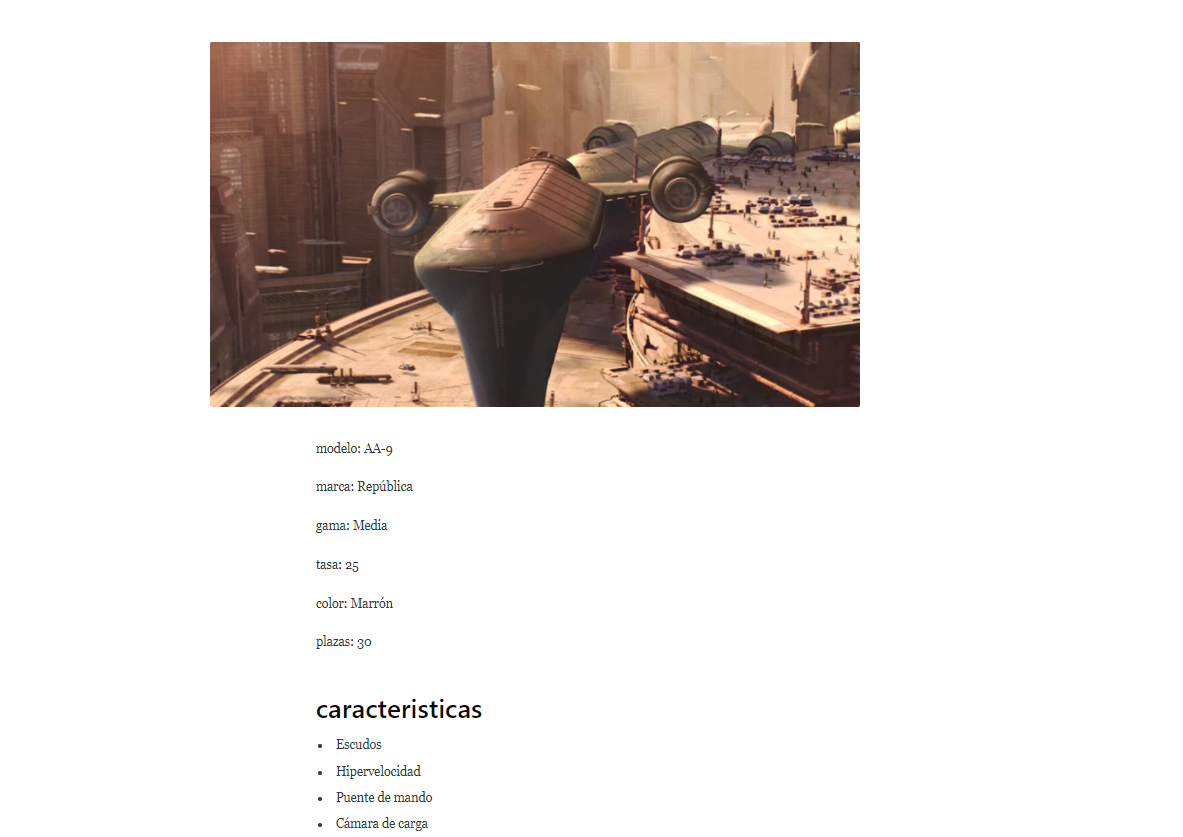 modelo: AA-9
marca: República
gama: Media
tasa: 25
color: Marrón
plazas: 30
caracteristicas
Escudos
Hipervelocidad
Puente de mando
Cámara de carga